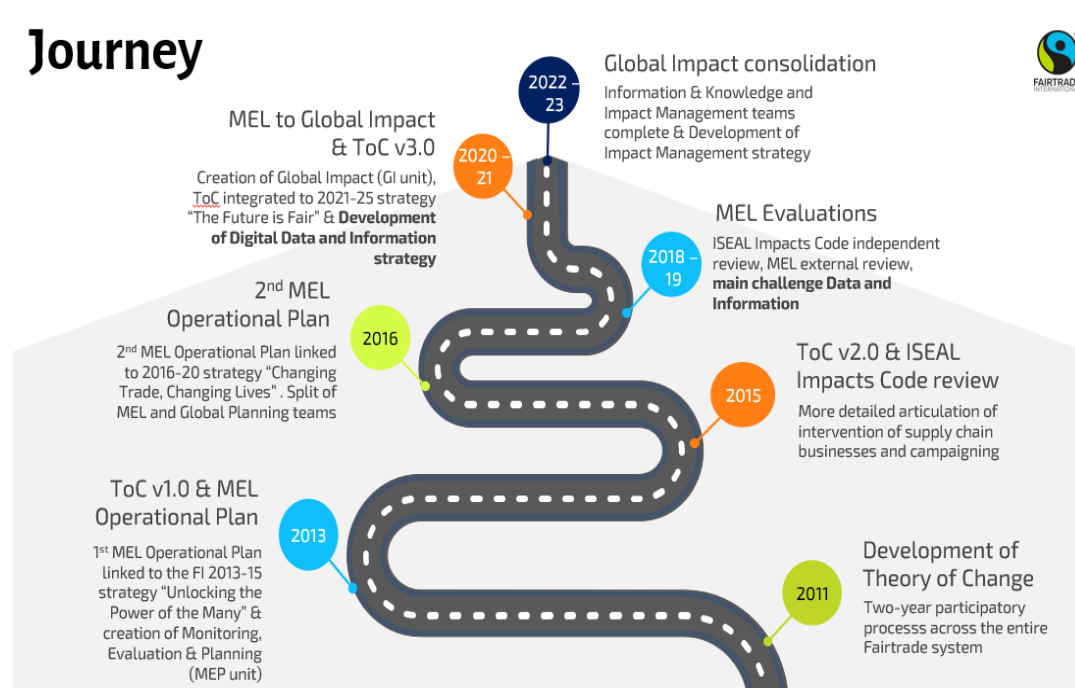 Journey
FAIRTRADE
INTERNATIONAL
2022 –
23
Global Impact consolidation
Information & Knowledge and
Impact Management teams
complete & Development of
Impact Management strategy
MEL to Global Impact
& ToC v3.0
2020 –
21
Creation of Global Impact (GI unit),
ToC integrated to 2021-25 strategy
“The Future is Fair” & Development
of Digital Data and Information
strategy
MEL Evaluations
2018 –
19
ISEAL Impacts Code independent
review, MEL external review,
main challenge Data and
Information
2nd MEL
Operational Plan
2016
2nd MEL Operational Plan linked
to 2016-20 strategy “Changing
Trade, Changing Lives” . Split of
MEL and Global Planning teams
ToC v2.0 & ISEAL
Impacts Code review
2015
More detailed articulation of
intervention of supply chain
businesses and campaigning
ToC v1.0 & MEL
Operational Plan
2013
1st MEL Operational Plan
linked to the FI 2013-15
strategy “Unlocking the
Power of the Many” &
creation of Monitoring,
Evaluation & Planning
(MEP unit)
Development of
Theory of Change
2011
Two-year participatory
processs across the entire
Fairtrade system